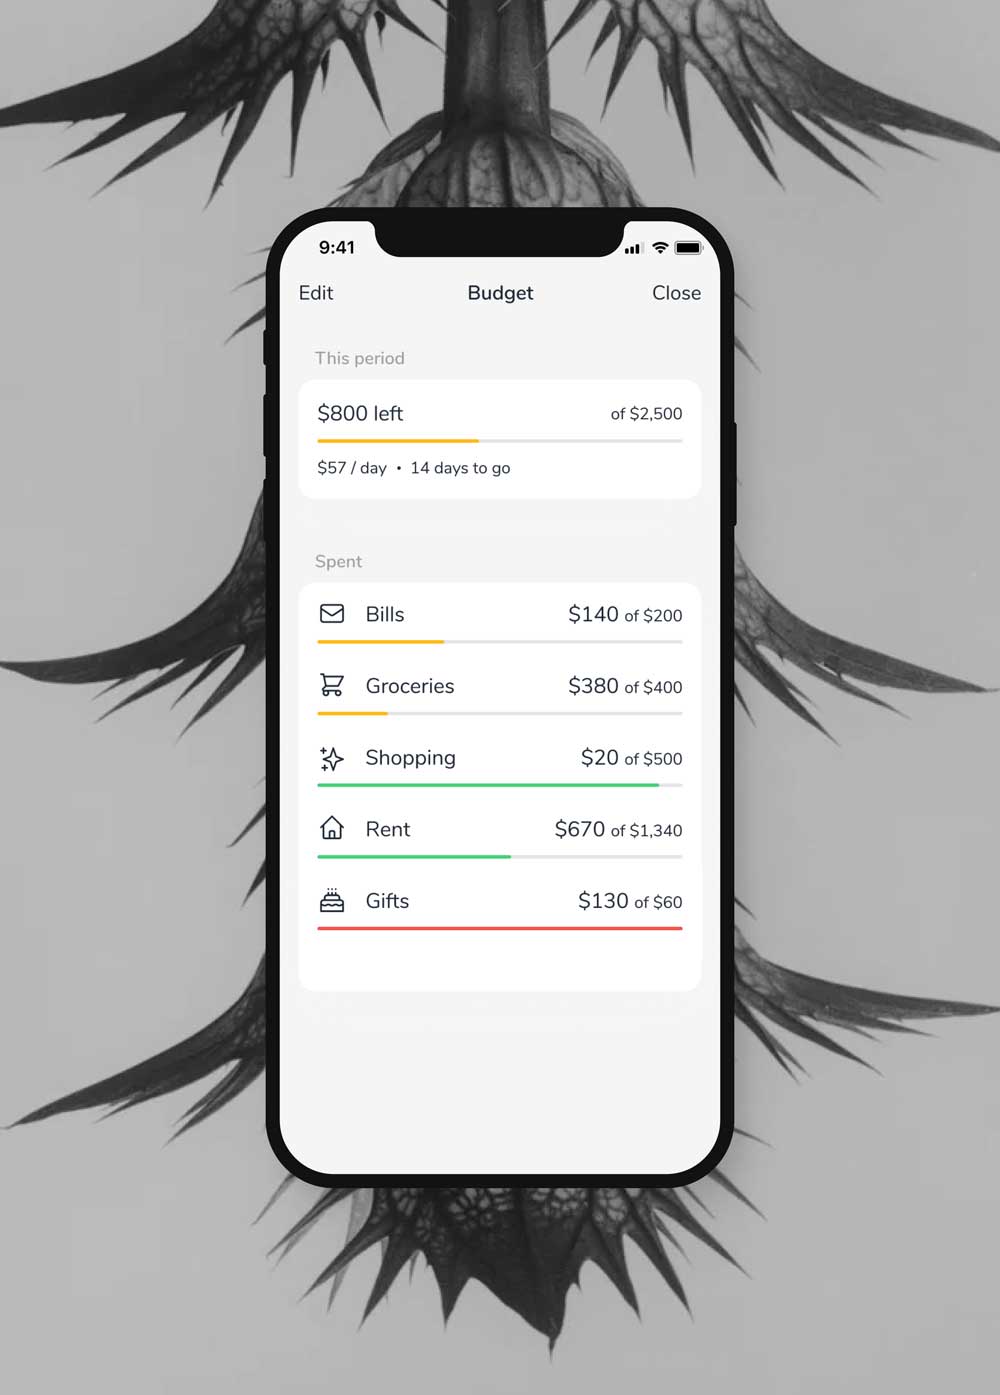 9:41
Edit Budget Close
This period
$800 left of $2,500
$57 / day • 14 days to go
Spent
Bills $140 of $200
Groceries $380 of $400
Shopping $20 of $500
Rent $670 of $1,340
Gifts $130 of $60